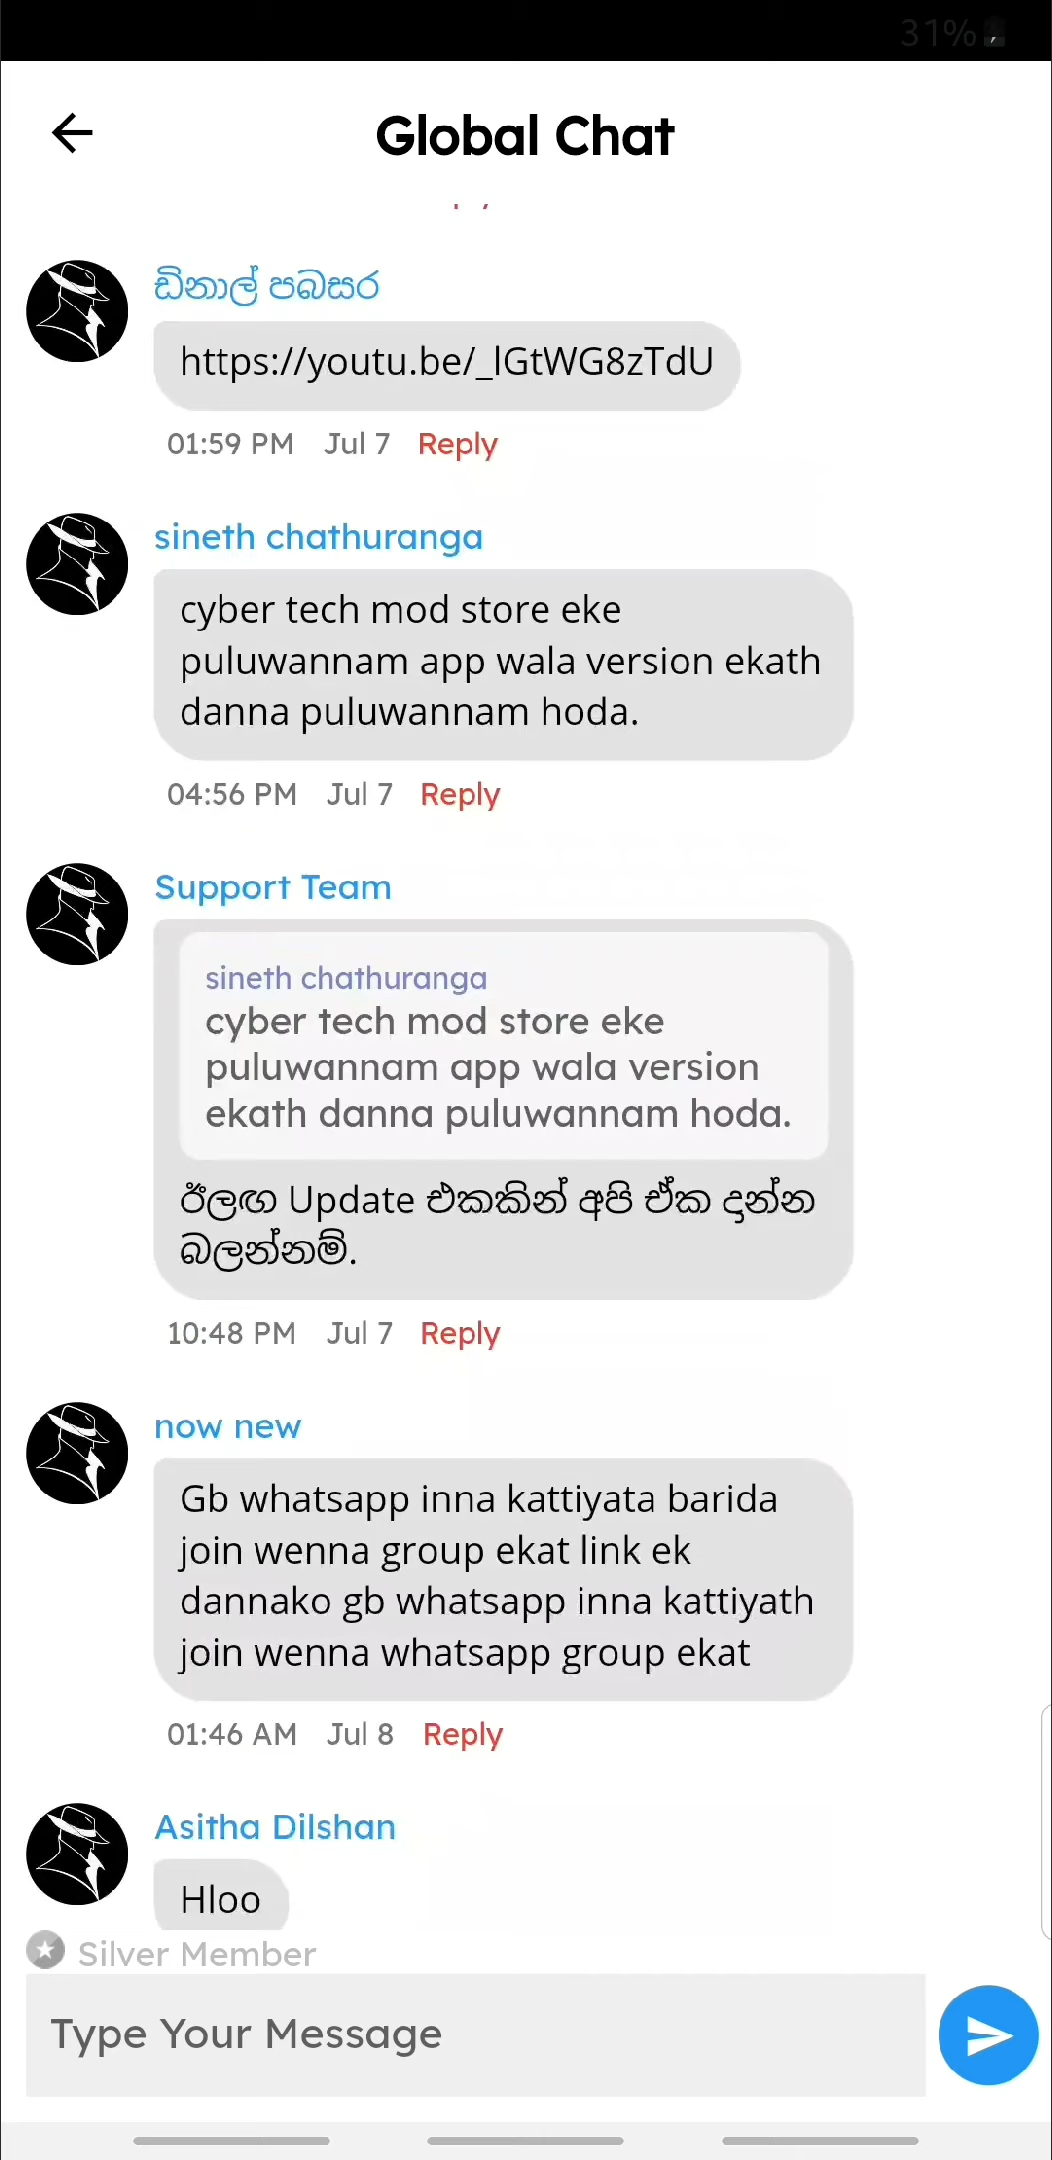 31%
Global Chat
ඩිනාල් පබසර
https://youtu.be/_lGtWG8zTdU
01:59 PM Jul 7 Reply
sineth chathuranga
cyber tech mod store eke
puluwannam app wala version ekath
danna puluwannam hoda.
04:56 PM Jul 7 Reply
Support Team
sineth chathuranga
cyber tech mod store eke
puluwannam app wala version
ekath danna puluwannam hoda.
ඊලඟ Update එකකින් අපි ඒක දාන්න
බලන්නම්.
10:48 PM Jul 7 Reply
now new
Gb whatsapp inna kattiyata barida
join wenna group ekat link ek
dannako gb whatsapp inna kattiyath
join wenna whatsapp group ekat
01:46 AM Jul 8 Reply
Asitha Dilshan
Hloo
Silver Member
Type Your Message